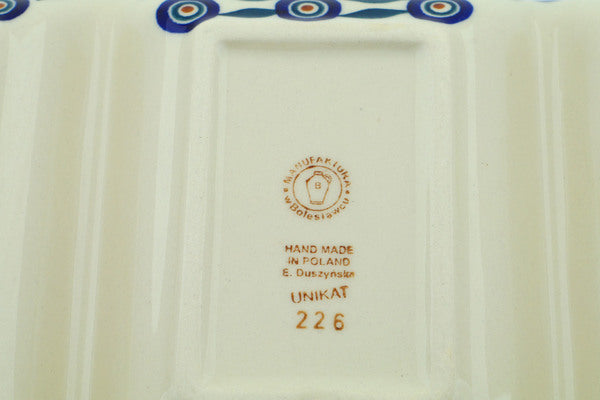 MANUFAKTURA
B
w Bolesławcu
HAND MADE
IN POLAND
E. Duszyńska
UNIKAT
226